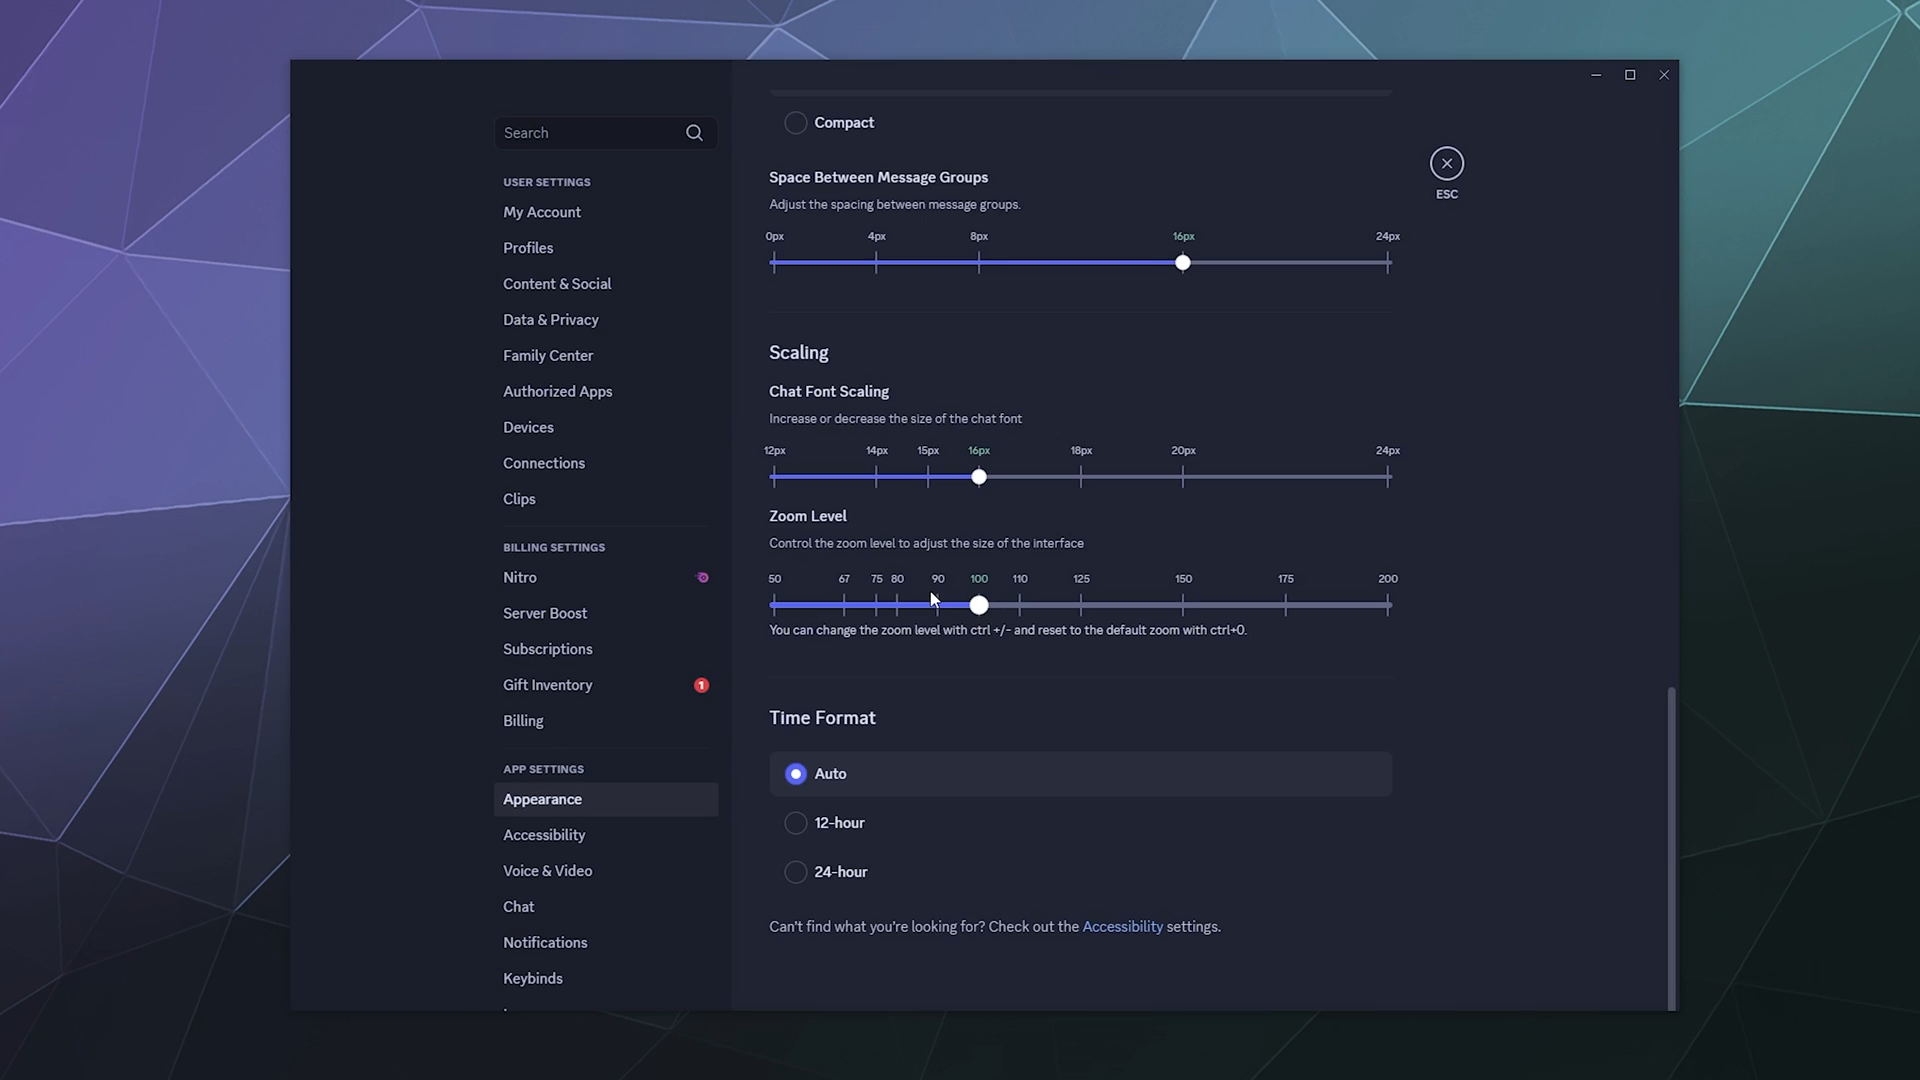 Search
USER SETTINGS
My Account
Profiles
Content & Social
Data & Privacy
Family Center
Authorized Apps
Devices
Connections
Clips
BILLING SETTINGS
Nitro
Server Boost
Subscriptions
Gift Inventory 1
Billing
APP SETTINGS
Appearance
Accessibility
Voice & Video
Chat
Notifications
Keybinds
Compact
ESC
Space Between Message Groups
Adjust the spacing between message groups.
0px 4px 8px 16px 24px
Scaling
Chat Font Scaling
Increase or decrease the size of the chat font
12px 14px 15px 16px 18px 20px 24px
Zoom Level
Control the zoom level to adjust the size of the interface
50 67 75 80 90 100 110 125 150 175 200
You can change the zoom level with ctrl +/- and reset to the default zoom with ctrl+0.
Time Format
Auto
12-hour
24-hour
Can't find what you're looking for? Check out the Accessibility settings.